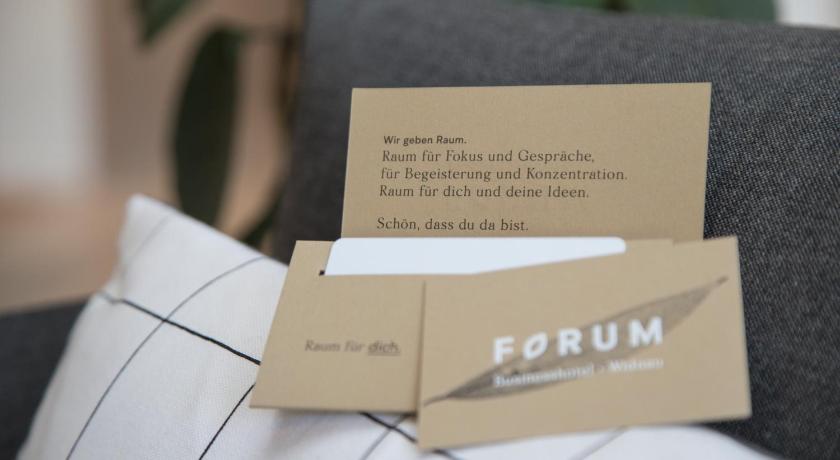 Wir geben Raum.
Raum für Fokus und Gespräche,
für Begeisterung und Konzentration.
Raum für dich und deine Ideen.
Schön, dass du da bist.
Raum für dich.
FORUM
Businesshotel - Widnau